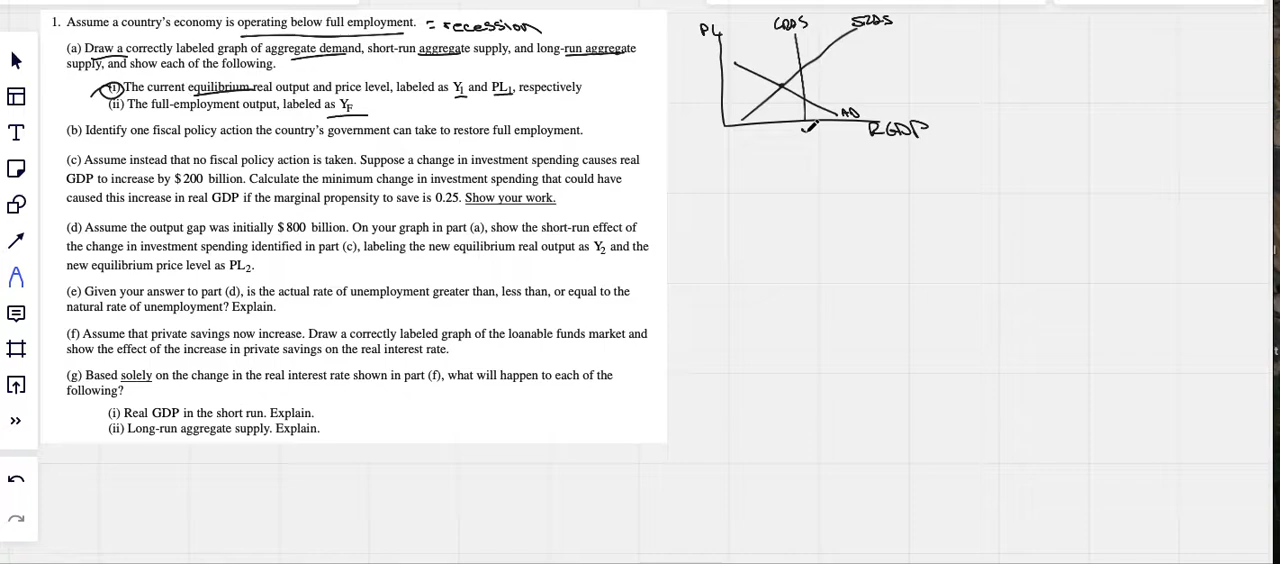 1. Assume a country's economy is operating below full employment. = recession
(a) Draw a correctly labeled graph of aggregate demand, short-run aggregate supply, and long-run aggregate
supply, and show each of the following.
(i) The current equilibrium real output and price level, labeled as Y1 and PL1, respectively
(ii) The full-employment output, labeled as YF
(b) Identify one fiscal policy action the country's government can take to restore full employment.
(c) Assume instead that no fiscal policy action is taken. Suppose a change in investment spending causes real
GDP to increase by $200 billion. Calculate the minimum change in investment spending that could have
caused this increase in real GDP if the marginal propensity to save is 0.25. Show your work.
(d) Assume the output gap was initially $800 billion. On your graph in part (a), show the short-run effect of
the change in investment spending identified in part (c), labeling the new equilibrium real output as Y2 and the
new equilibrium price level as PL2.
(e) Given your answer to part (d), is the actual rate of unemployment greater than, less than, or equal to the
natural rate of unemployment? Explain.
(f) Assume that private savings now increase. Draw a correctly labeled graph of the loanable funds market and
show the effect of the increase in private savings on the real interest rate.
(g) Based solely on the change in the real interest rate shown in part (f), what will happen to each of the
following?
(i) Real GDP in the short run. Explain.
(ii) Long-run aggregate supply. Explain.
PL
LRAS
SRAS
AD
RGDP